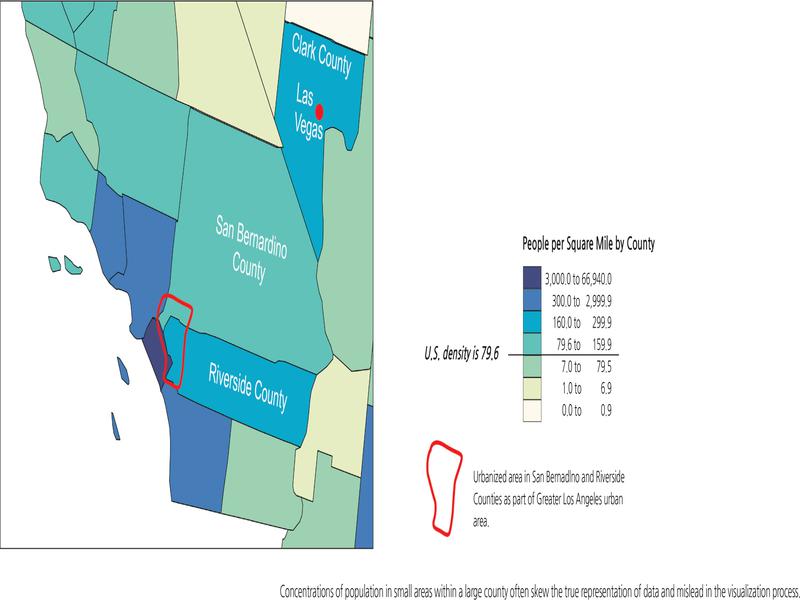 Clark County
Las
Vegas
San Bernardino
County
Riverside County
People per Square Mile by County
3,000.0 to 66,940.0
300.0 to 2,999.9
160.0 to 299.9
79.6 to 159.9
U.S, density is 79.6
7.0 to 79.5
1.0 to 6.9
0.0 to 0.9
Urbanized area in San BernadIno and Riverside
Counties as part of Greater Los Angeles urban
area.
Concentrations of population in small areas within a large county often skew the true representation of data and mislead in the visualization process.